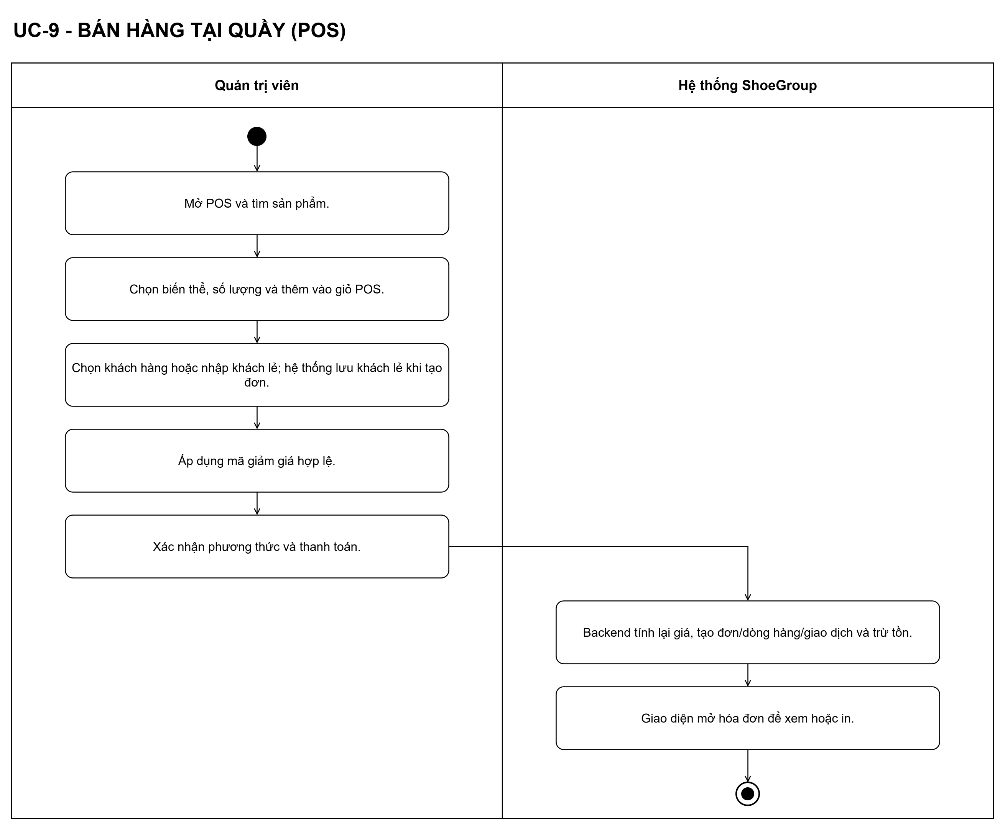 UC-9 - BÁN HÀNG TẠI QUẦY (POS)
Quản trị viên
Hệ thống ShoeGroup
Mở POS và tìm sản phẩm.
Chọn biến thể, số lượng và thêm vào giỏ POS.
Chọn khách hàng hoặc nhập khách lẻ; hệ thống lưu khách lẻ khi tạo
đơn.
Áp dụng mã giảm giá hợp lệ.
Xác nhận phương thức và thanh toán.
Backend tính lại giá, tạo đơn/dòng hàng/giao dịch và trừ tồn.
Giao diện mở hóa đơn để xem hoặc in.